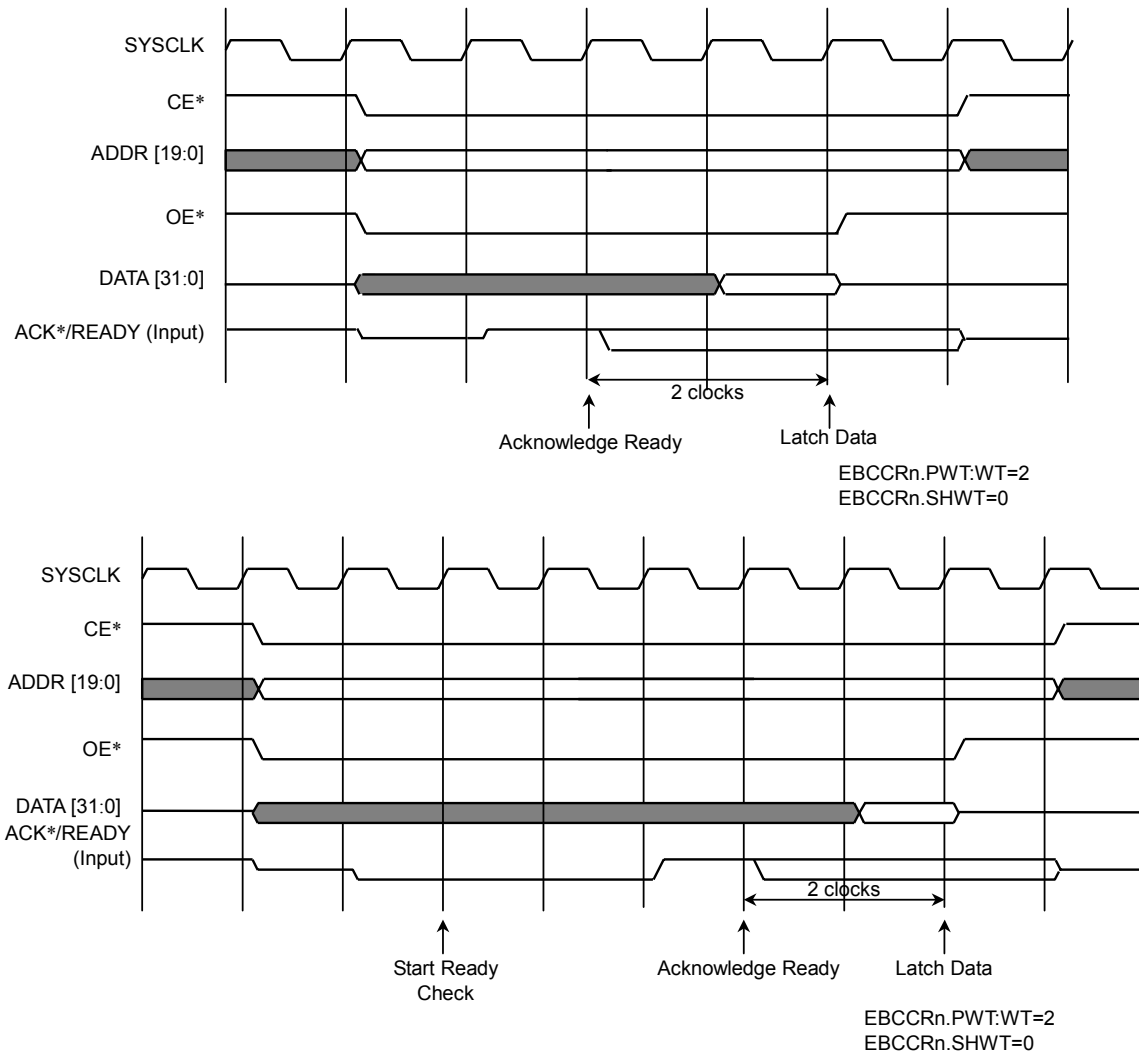 SYSCLK
CE*
ADDR [19:0]
OE*
DATA [31:0]
ACK*/READY (Input)
2 clocks
Acknowledge Ready
Latch Data
EBCCRn.PWT:WT=2
EBCCRn.SHWT=0
SYSCLK
CE*
ADDR [19:0]
OE*
DATA [31:0]
ACK*/READY
(Input)
2 clocks
Start Ready
Check
Acknowledge Ready
Latch Data
EBCCRn.PWT:WT=2
EBCCRn.SHWT=0